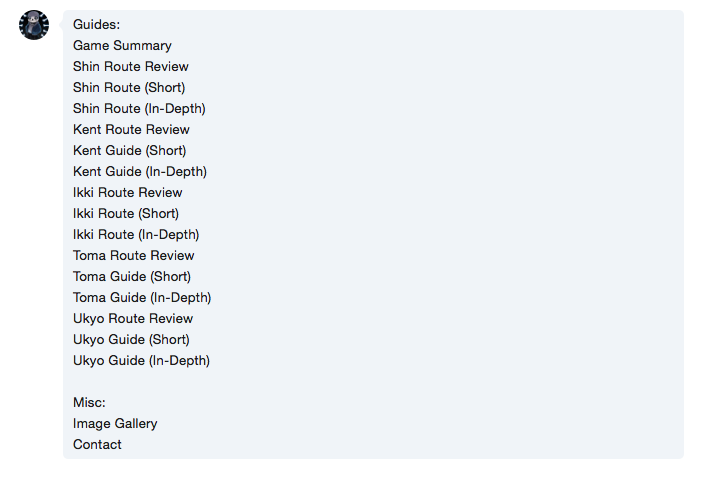 Guides:
Game Summary
Shin Route Review
Shin Route (Short)
Shin Route (In-Depth)
Kent Route Review
Kent Guide (Short)
Kent Guide (In-Depth)
Ikki Route Review
Ikki Route (Short)
Ikki Route (In-Depth)
Toma Route Review
Toma Guide (Short)
Toma Guide (In-Depth)
Ukyo Route Review
Ukyo Guide (Short)
Ukyo Guide (In-Depth)
Misc:
Image Gallery
Contact